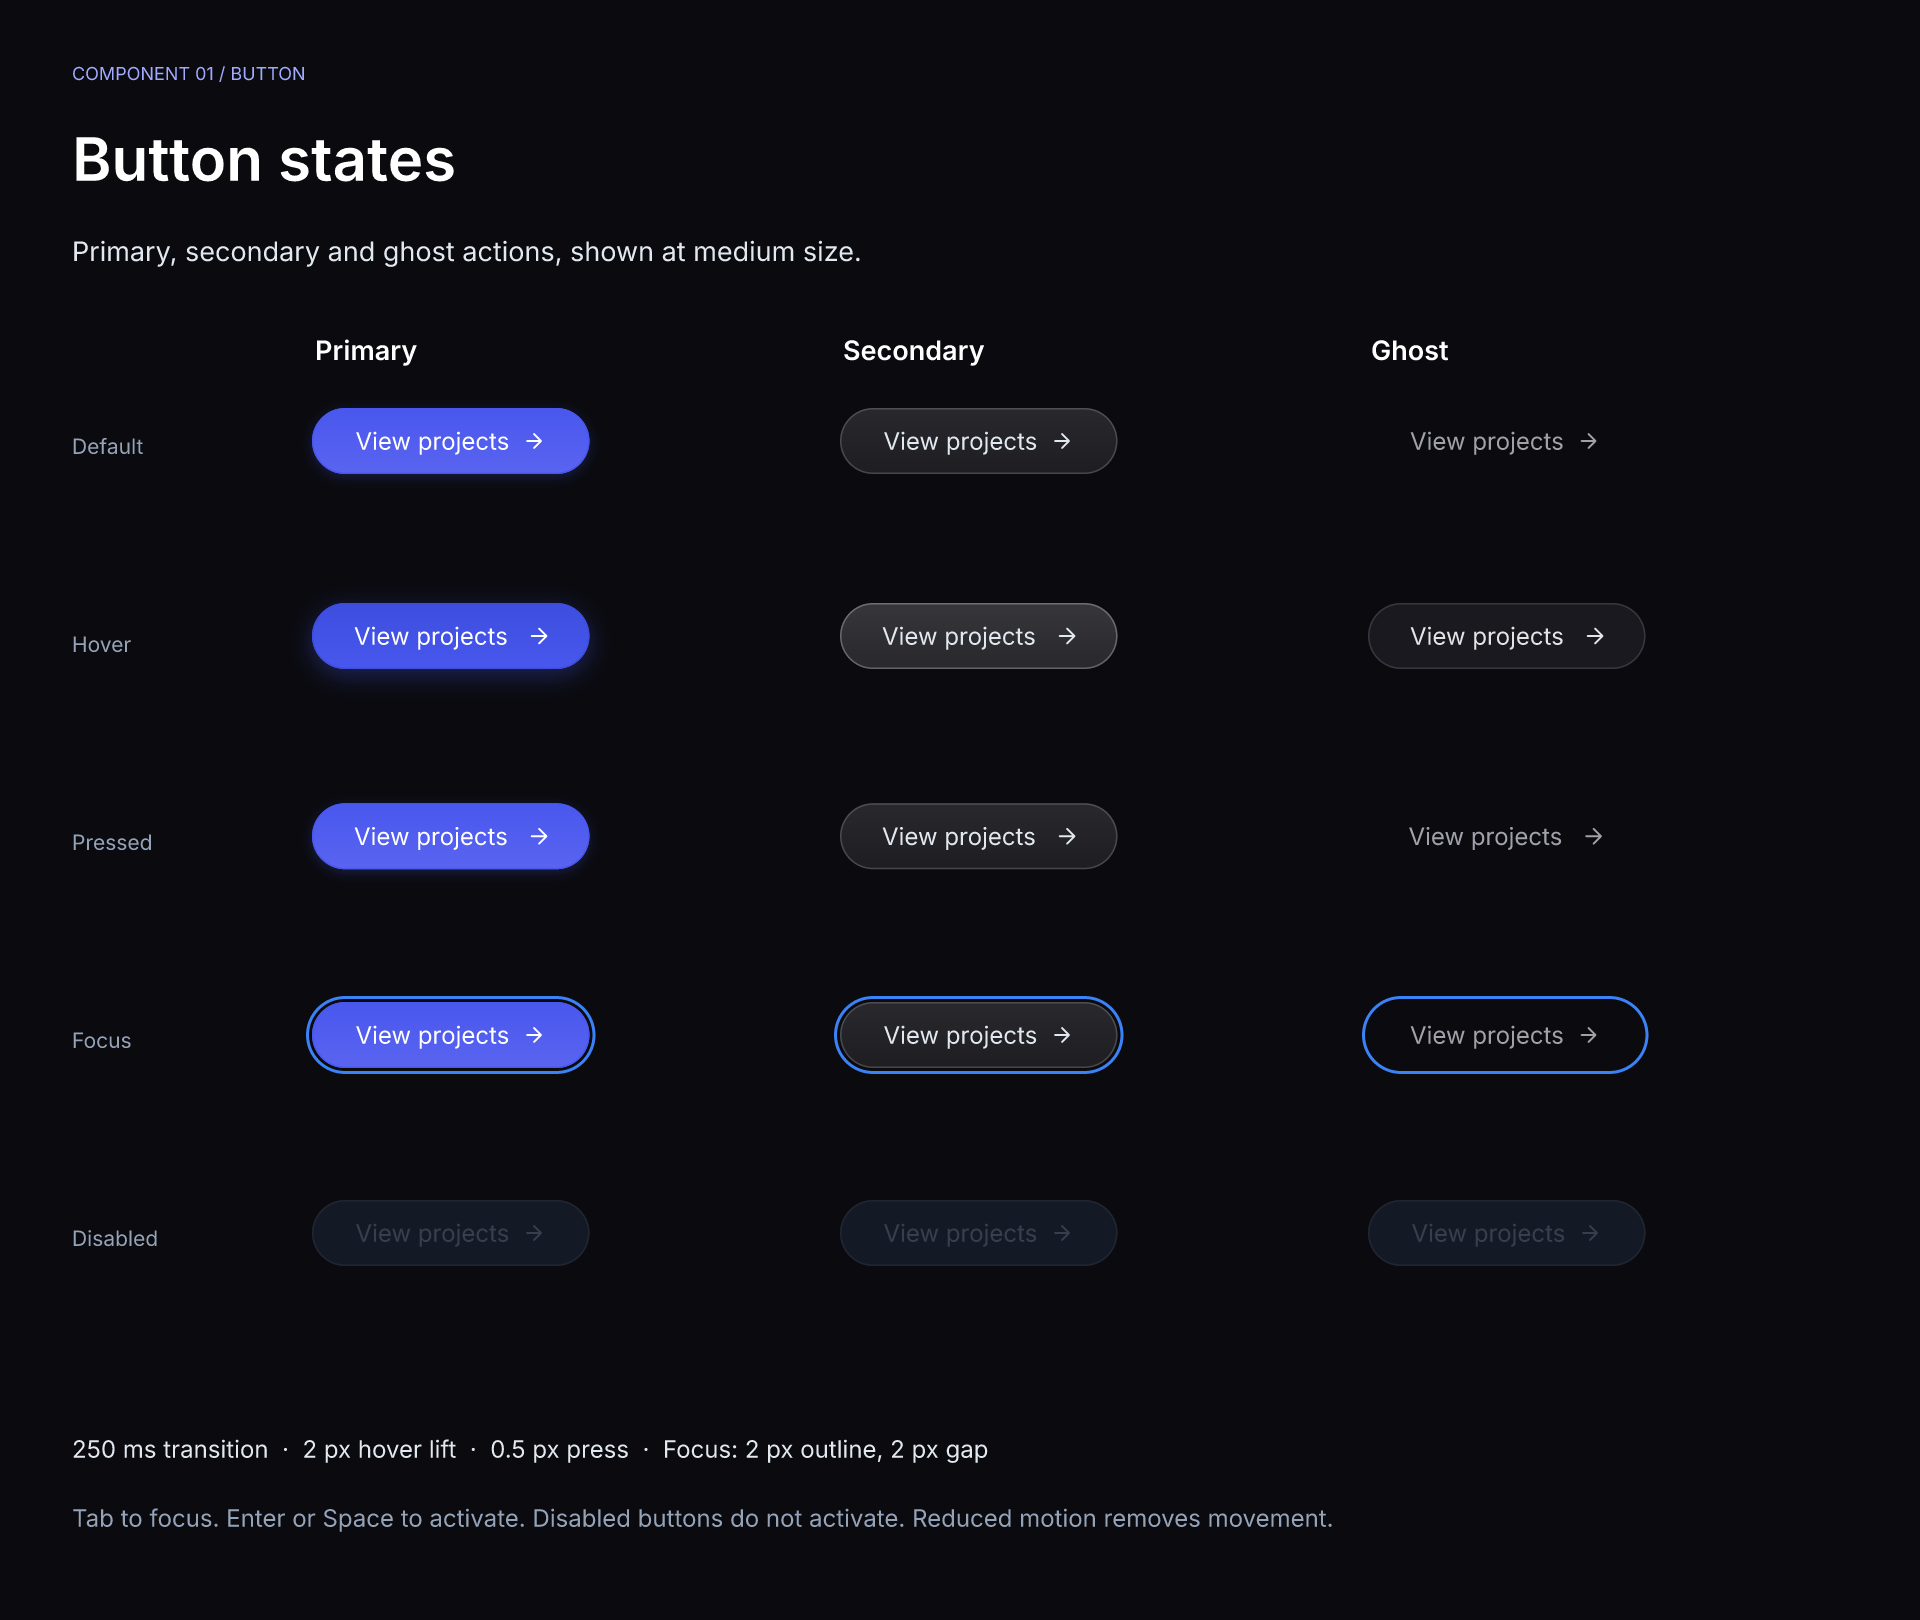 COMPONENT 01 / BUTTON
Button states
Primary, secondary and ghost actions, shown at medium size.
Primary Secondary Ghost
Default View projects → View projects → View projects →
Hover View projects → View projects → View projects →
Pressed View projects → View projects → View projects →
Focus View projects → View projects → View projects →
Disabled View projects → View projects → View projects →
250 ms transition · 2 px hover lift · 0.5 px press · Focus: 2 px outline, 2 px gap
Tab to focus. Enter or Space to activate. Disabled buttons do not activate. Reduced motion removes movement.